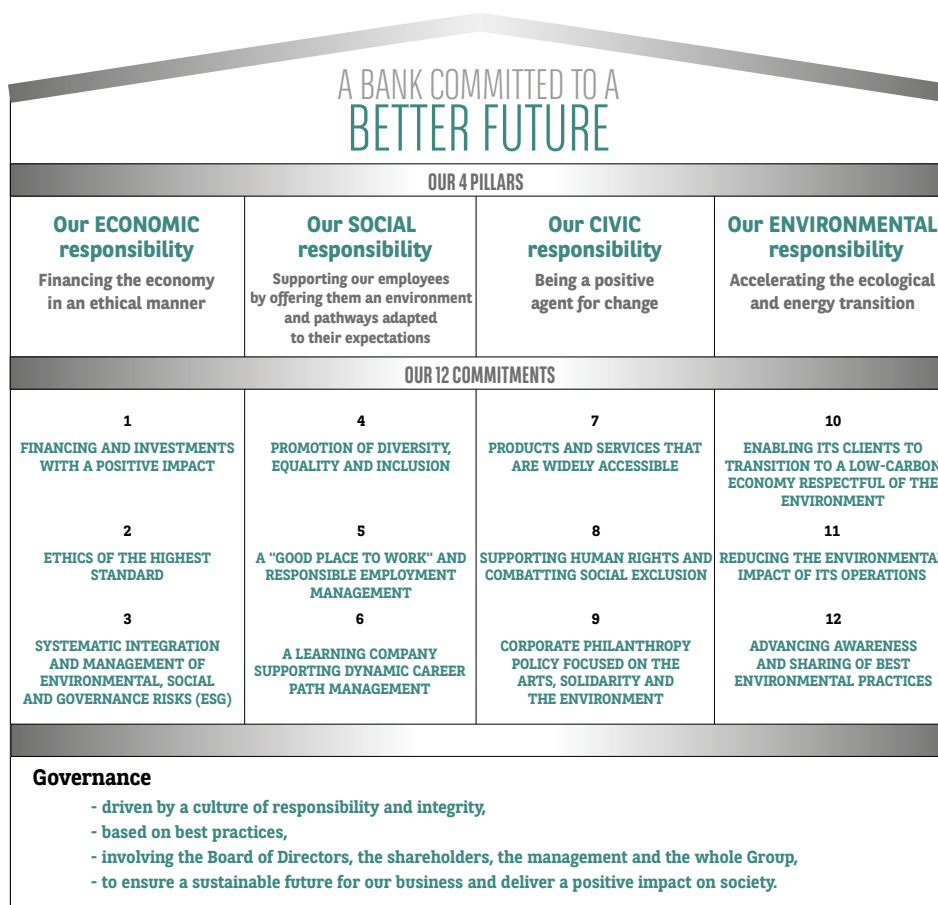 A BANK COMMITTED TO A
BETTER FUTURE
OUR 4 PILLARS
Our ECONOMIC
responsibility
Financing the economy
in an ethical manner
Our SOCIAL
responsibility
Supporting our employees
by offering them an environment
and pathways adapted
to their expectations
Our CIVIC
responsibility
Being a positive
agent for change
Our ENVIRONMENTAL
responsibility
Accelerating the ecological
and energy transition
OUR 12 COMMITMENTS
1
FINANCING AND INVESTMENTS
WITH A POSITIVE IMPACT
2
ETHICS OF THE HIGHEST
STANDARD
3
SYSTEMATIC INTEGRATION
AND MANAGEMENT OF
ENVIRONMENTAL, SOCIAL
AND GOVERNANCE RISKS (ESG)
4
PROMOTION OF DIVERSITY,
EQUALITY AND INCLUSION
5
A "GOOD PLACE TO WORK" AND
RESPONSIBLE EMPLOYMENT
MANAGEMENT
6
A LEARNING COMPANY
SUPPORTING DYNAMIC CAREER
PATH MANAGEMENT
7
PRODUCTS AND SERVICES THAT
ARE WIDELY ACCESSIBLE
8
SUPPORTING HUMAN RIGHTS AND
COMBATTING SOCIAL EXCLUSION
9
CORPORATE PHILANTHROPY
POLICY FOCUSED ON THE
ARTS, SOLIDARITY AND
THE ENVIRONMENT
10
ENABLING ITS CLIENTS TO
TRANSITION TO A LOW-CARBON
ECONOMY RESPECTFUL OF THE
ENVIRONMENT
11
REDUCING THE ENVIRONMENTAL
IMPACT OF ITS OPERATIONS
12
ADVANCING AWARENESS
AND SHARING OF BEST
ENVIRONMENTAL PRACTICES
Governance
- driven by a culture of responsibility and integrity,
- based on best practices,
- involving the Board of Directors, the shareholders, the management and the whole Group,
- to ensure a sustainable future for our business and deliver a positive impact on society.